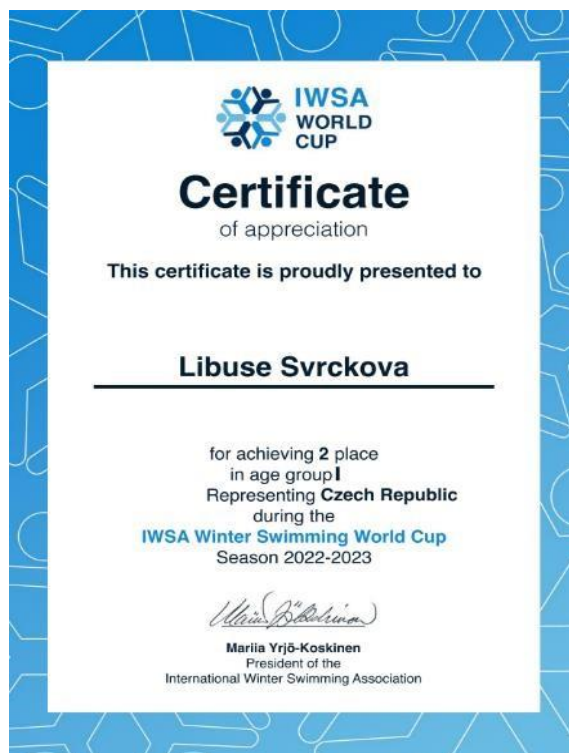 IWSA
WORLD
CUP
Certificate
of appreciation
This certificate is proudly presented to
Libuse Svrckova
for achieving 2 place
in age group I
Representing Czech Republic
during the
IWSA Winter Swimming World Cup
Season 2022-2023
Mariia Yrjö-Koskinen
President of the
International Winter Swimming Association